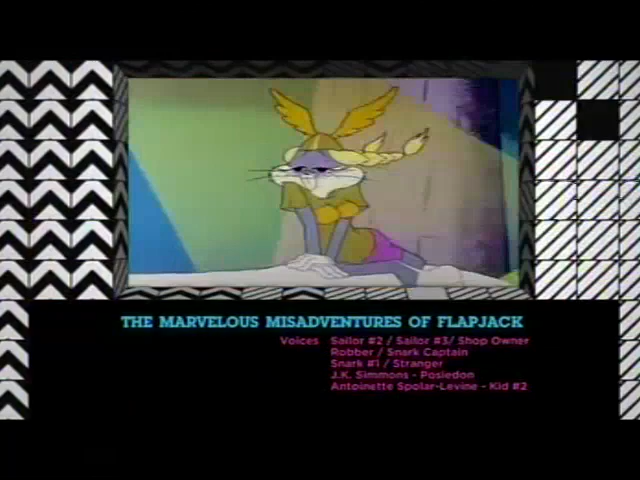 THE MARVELOUS MISADVENTURES OF FLAPJACK
Voices Sailor #2 / Sailor #3/ Shop Owner
Robber / Snark Captain
Snark #1 / Stranger
J.K. Simmons - Posiedon
Antoinette Spolar-Levine - Kid #2